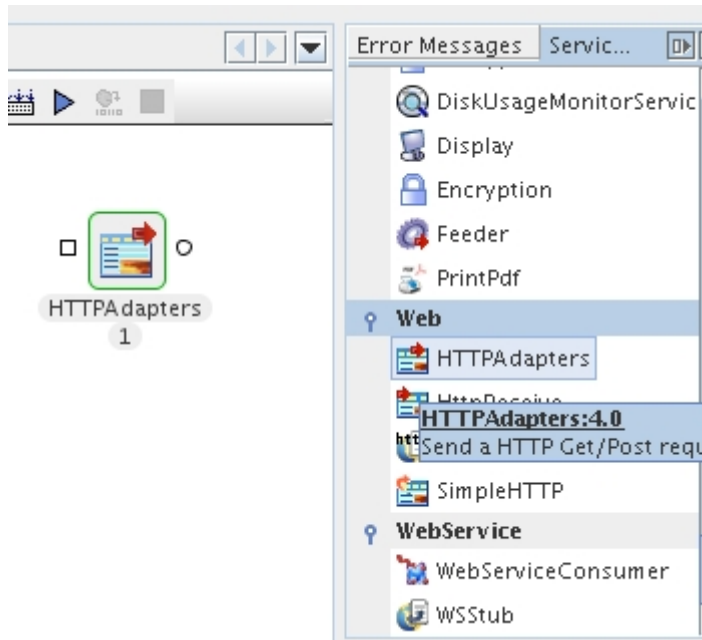 Error Messages Servic...
DiskUsageMonitorServic
Display
Encryption
Feeder
PrintPdf
Web
HTTPAdapters
HttpReceive
HTTPAdapters:4.0
Send a HTTP Get/Post requ
SimpleHTTP
WebService
WebServiceConsumer
WSStub
HTTPAdapters
1